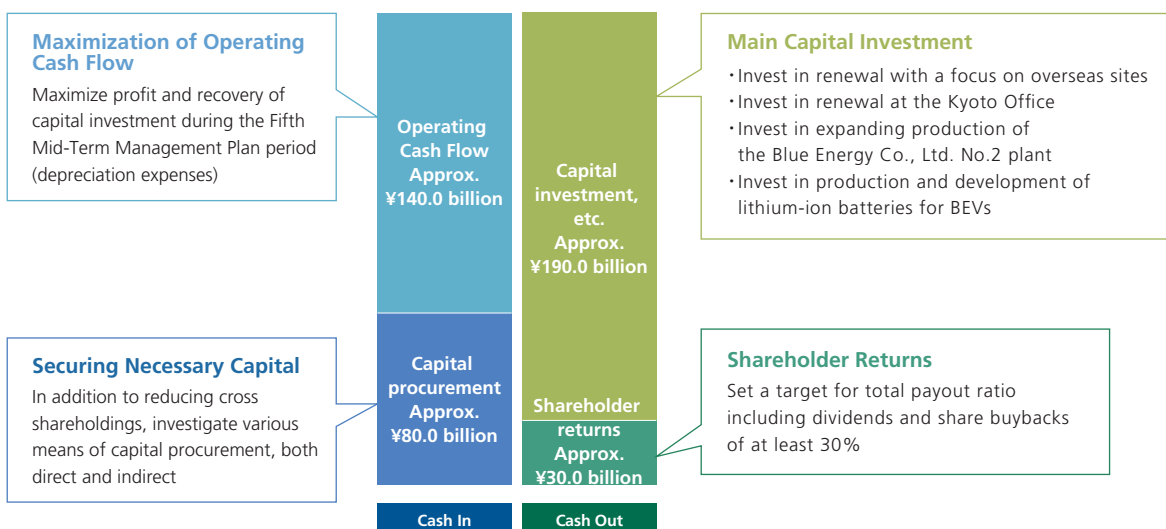 Maximization of Operating
Cash Flow
Maximize profit and recovery of
capital investment during the Fifth
Mid-Term Management Plan period
(depreciation expenses)
Securing Necessary Capital
In addition to reducing cross
shareholdings, investigate various
means of capital procurement, both
direct and indirect
Operating
Cash Flow
Approx.
¥140.0 billion
Capital
procurement
Approx.
¥80.0 billion
Cash In
Capital
investment,
etc.
Approx.
¥190.0 billion
Shareholder
returns
Approx.
¥30.0 billion
Cash Out
Main Capital Investment
・Invest in renewal with a focus on overseas sites
・Invest in renewal at the Kyoto Office
・Invest in expanding production of
the Blue Energy Co., Ltd. No.2 plant
・Invest in production and development of
lithium-ion batteries for BEVs
Shareholder Returns
Set a target for total payout ratio
including dividends and share buybacks
of at least 30%